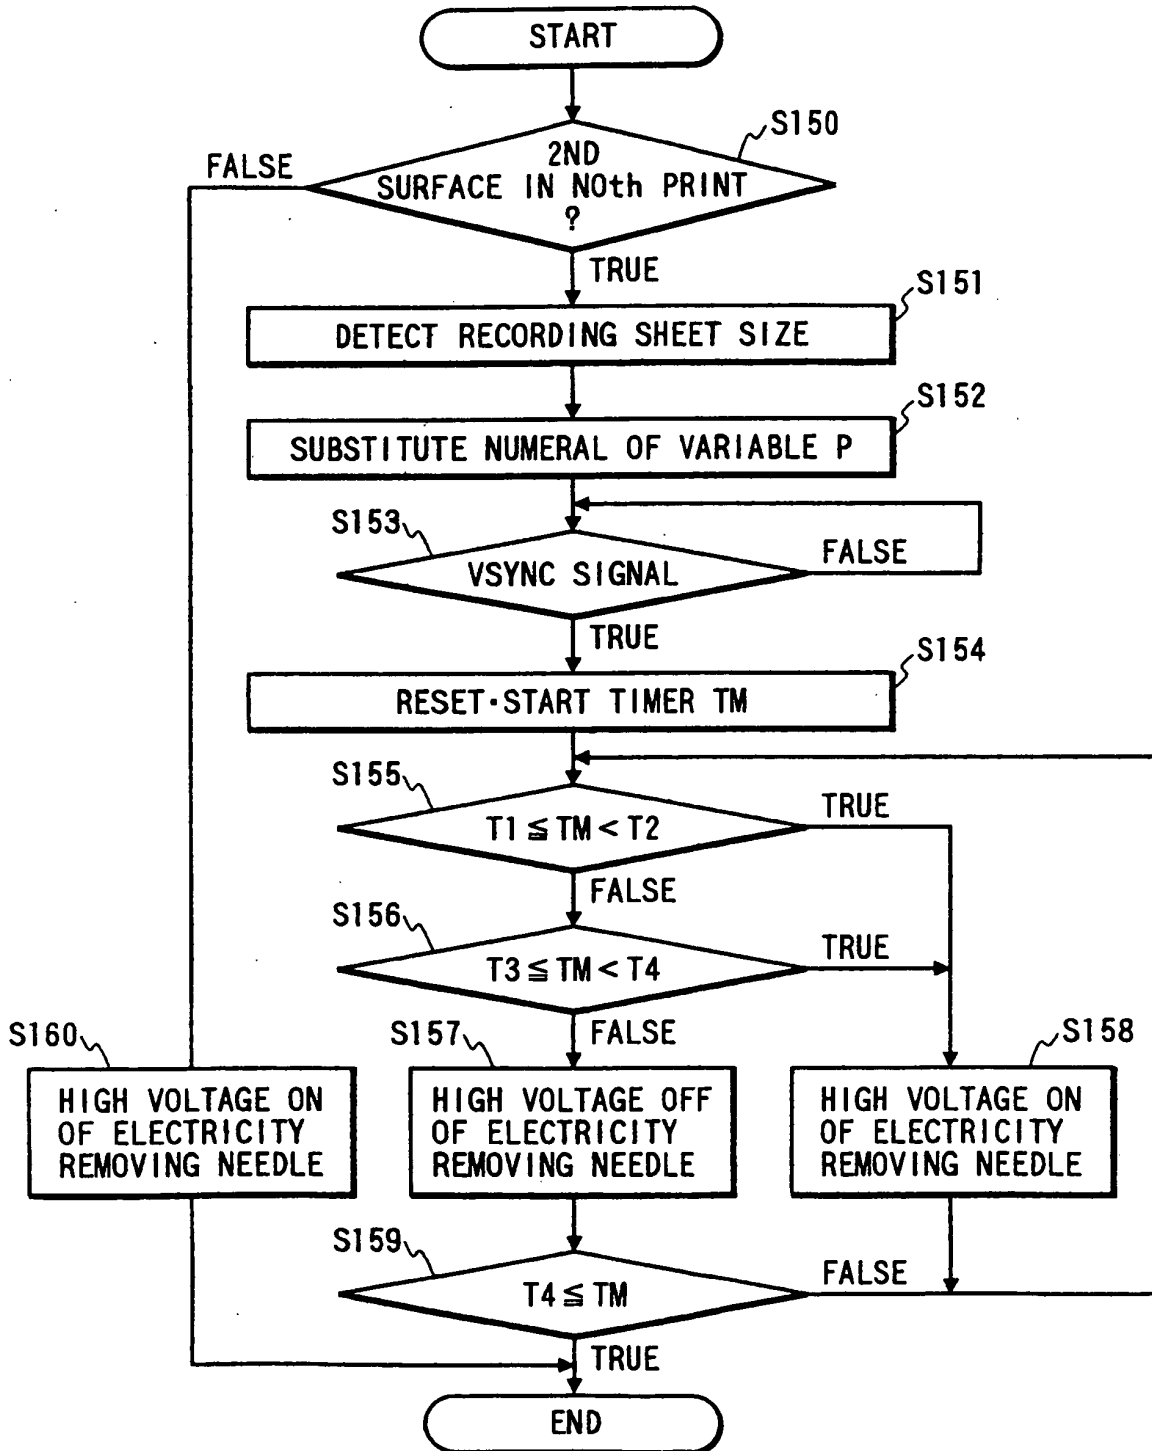 START
S150
2ND
SURFACE IN N0th PRINT
?
FALSE
TRUE
S151
DETECT RECORDING SHEET SIZE
S152
SUBSTITUTE NUMERAL OF VARIABLE P
S153
VSYNC SIGNAL
FALSE
TRUE
S154
RESET·START TIMER TM
S155
T1 ≦ TM < T2
TRUE
FALSE
S156
T3 ≦ TM < T4
TRUE
FALSE
S160
HIGH VOLTAGE ON
OF ELECTRICITY
REMOVING NEEDLE
S157
HIGH VOLTAGE OFF
OF ELECTRICITY
REMOVING NEEDLE
S158
HIGH VOLTAGE ON
OF ELECTRICITY
REMOVING NEEDLE
S159
T4 ≦ TM
FALSE
TRUE
END